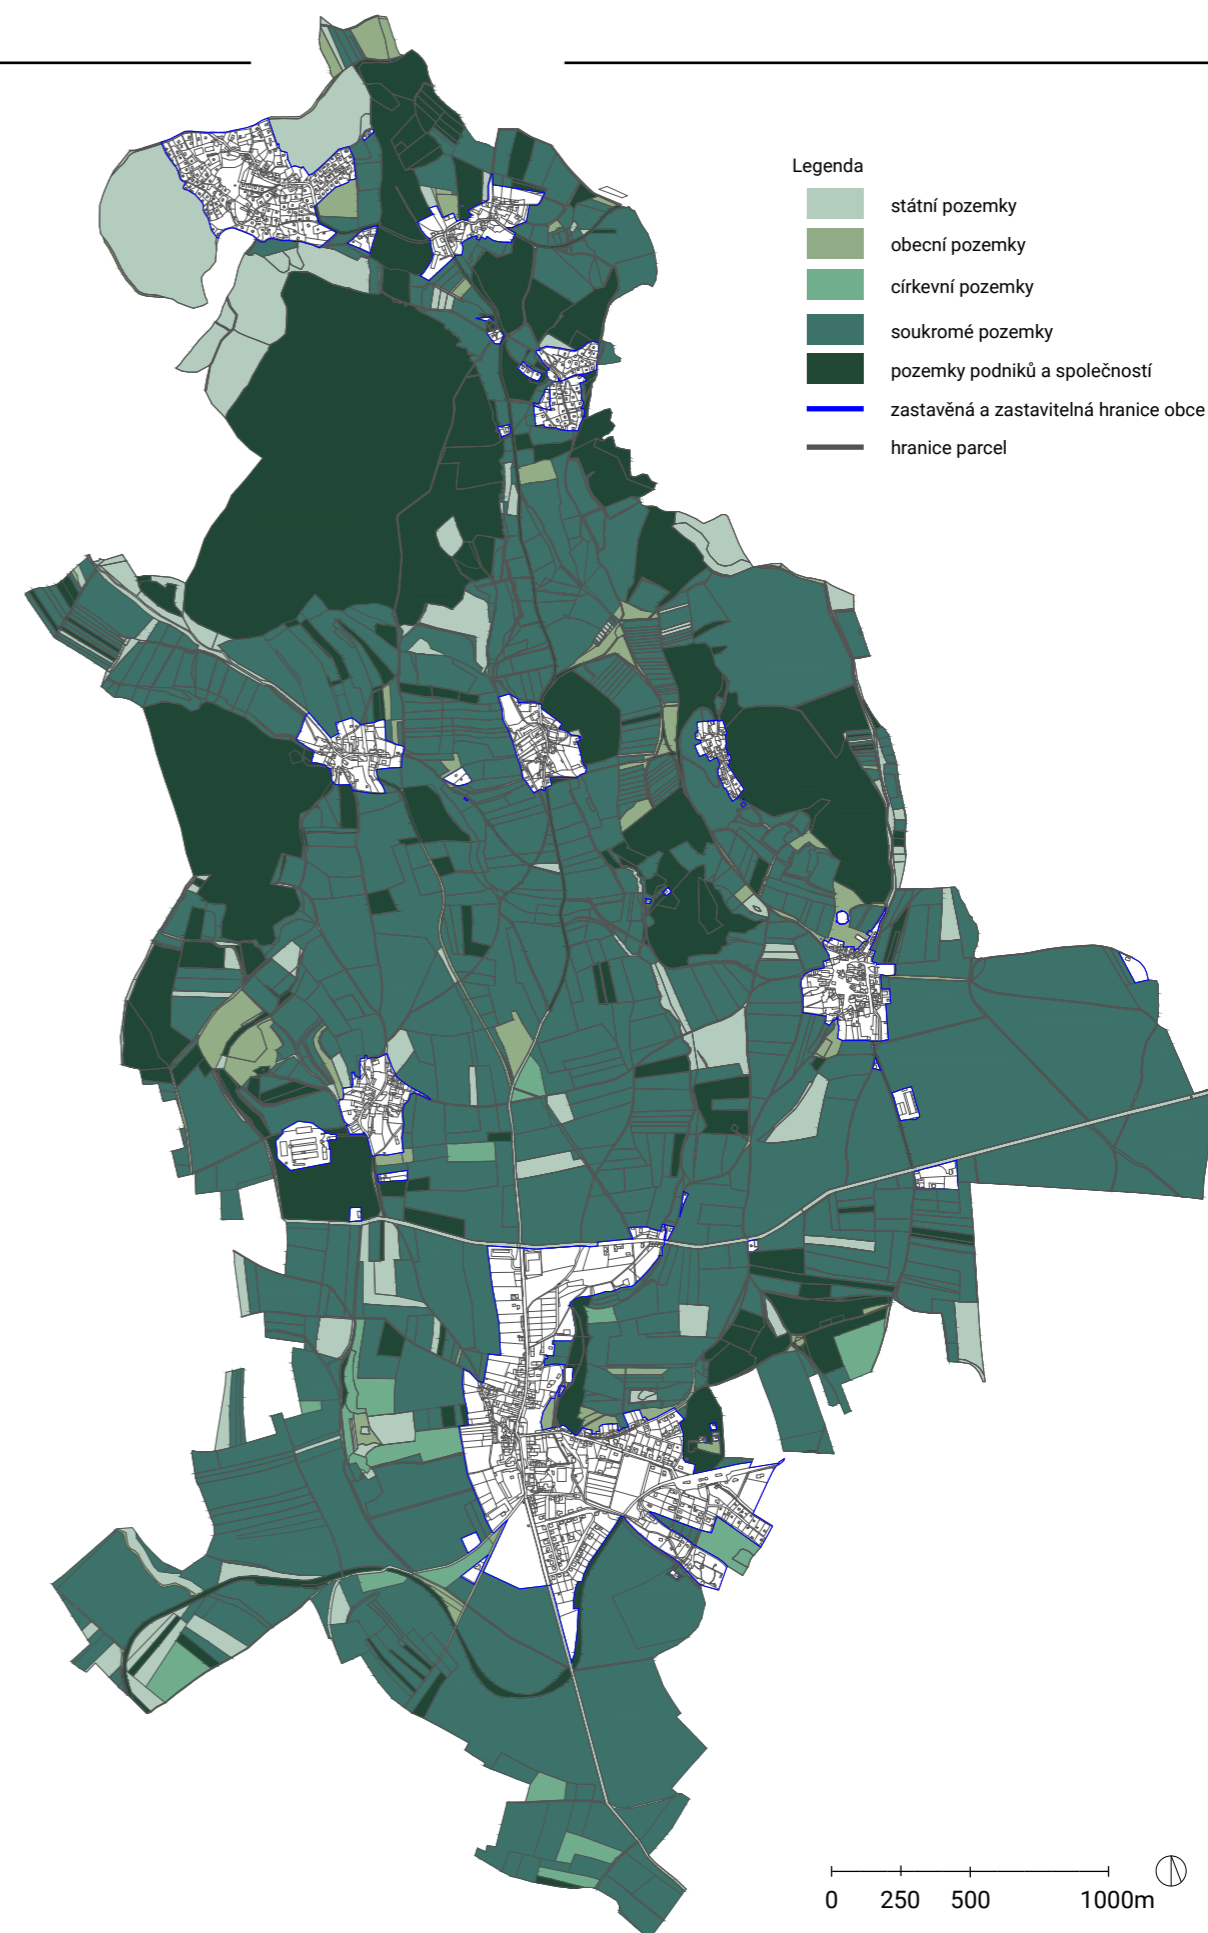 Legenda
státní pozemky
obecní pozemky
církevní pozemky
soukromé pozemky
pozemky podniků a společností
zastavěná a zastavitelná hranice obce
hranice parcel
0 250 500 1000m